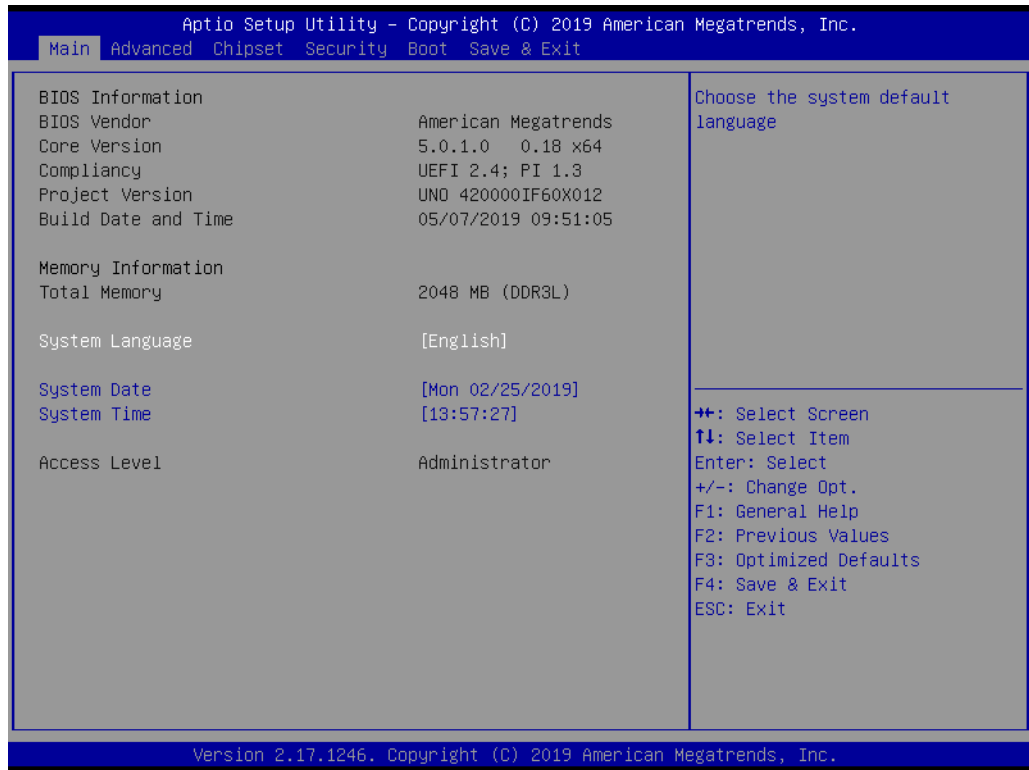 Aptio Setup Utility – Copyright (C) 2019 American Megatrends, Inc.
Main Advanced Chipset Security Boot Save & Exit
BIOS Information
BIOS Vendor American Megatrends
Core Version 5.0.1.0 0.18 x64
Compliancy UEFI 2.4; PI 1.3
Project Version UNO 420000IF60X012
Build Date and Time 05/07/2019 09:51:05
Memory Information
Total Memory 2048 MB (DDR3L)
System Language [English]
System Date [Mon 02/25/2019]
System Time [13:57:27]
Access Level Administrator
Choose the system default
language
→←: Select Screen
↑↓: Select Item
Enter: Select
+/-: Change Opt.
F1: General Help
F2: Previous Values
F3: Optimized Defaults
F4: Save & Exit
ESC: Exit
Version 2.17.1246. Copyright (C) 2019 American Megatrends, Inc.